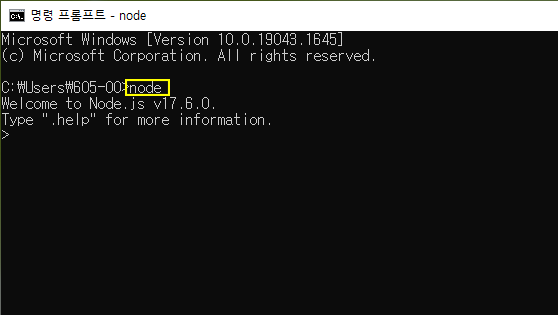 명령 프롬프트 - node
Microsoft Windows [Version 10.0.19043.1645]
(c) Microsoft Corporation. All rights reserved.
C:₩Users₩605-00>node
Welcome to Node.js v17.6.0.
Type ".help" for more information.
>